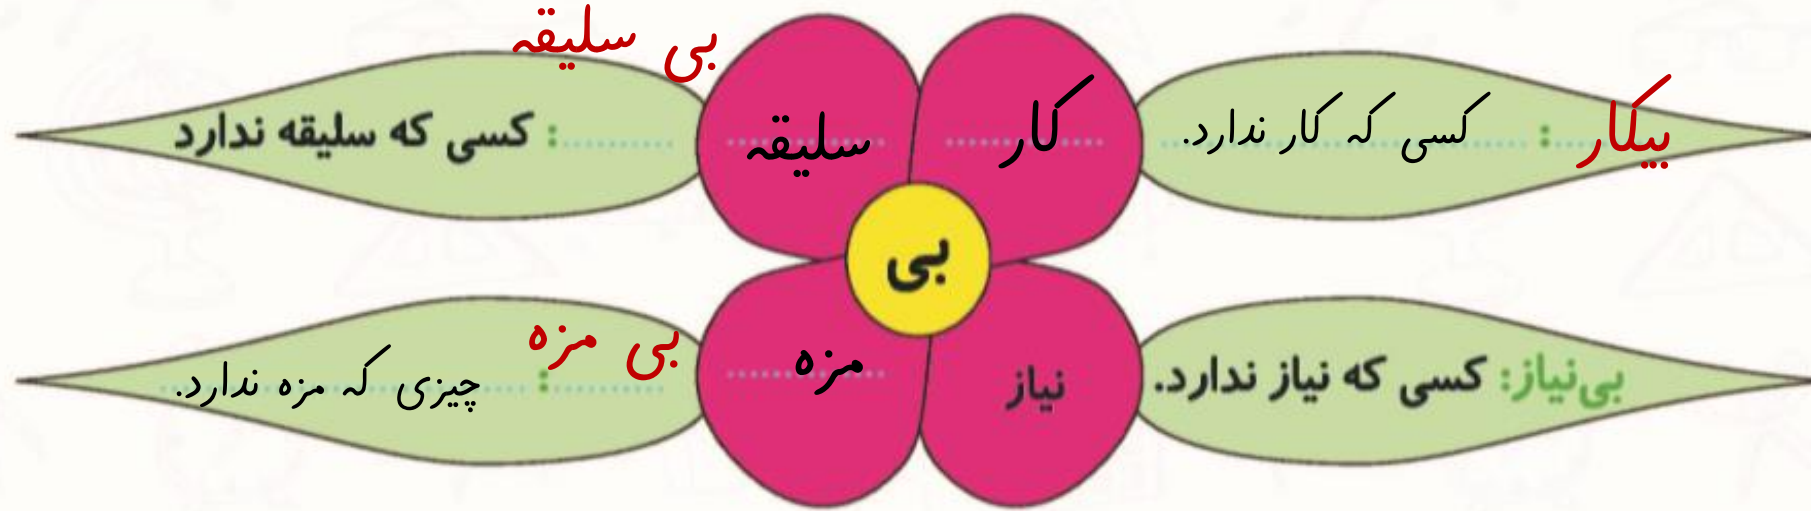 بیکار : کسی که کار ندارد.
کار
سلیقه
بی سلیقه
: کسی که سلیقه ندارد
بی
بی‌نیاز: کسی که نیاز ندارد.
نیاز
مزه
بی مزه : چیزی که مزه ندارد.